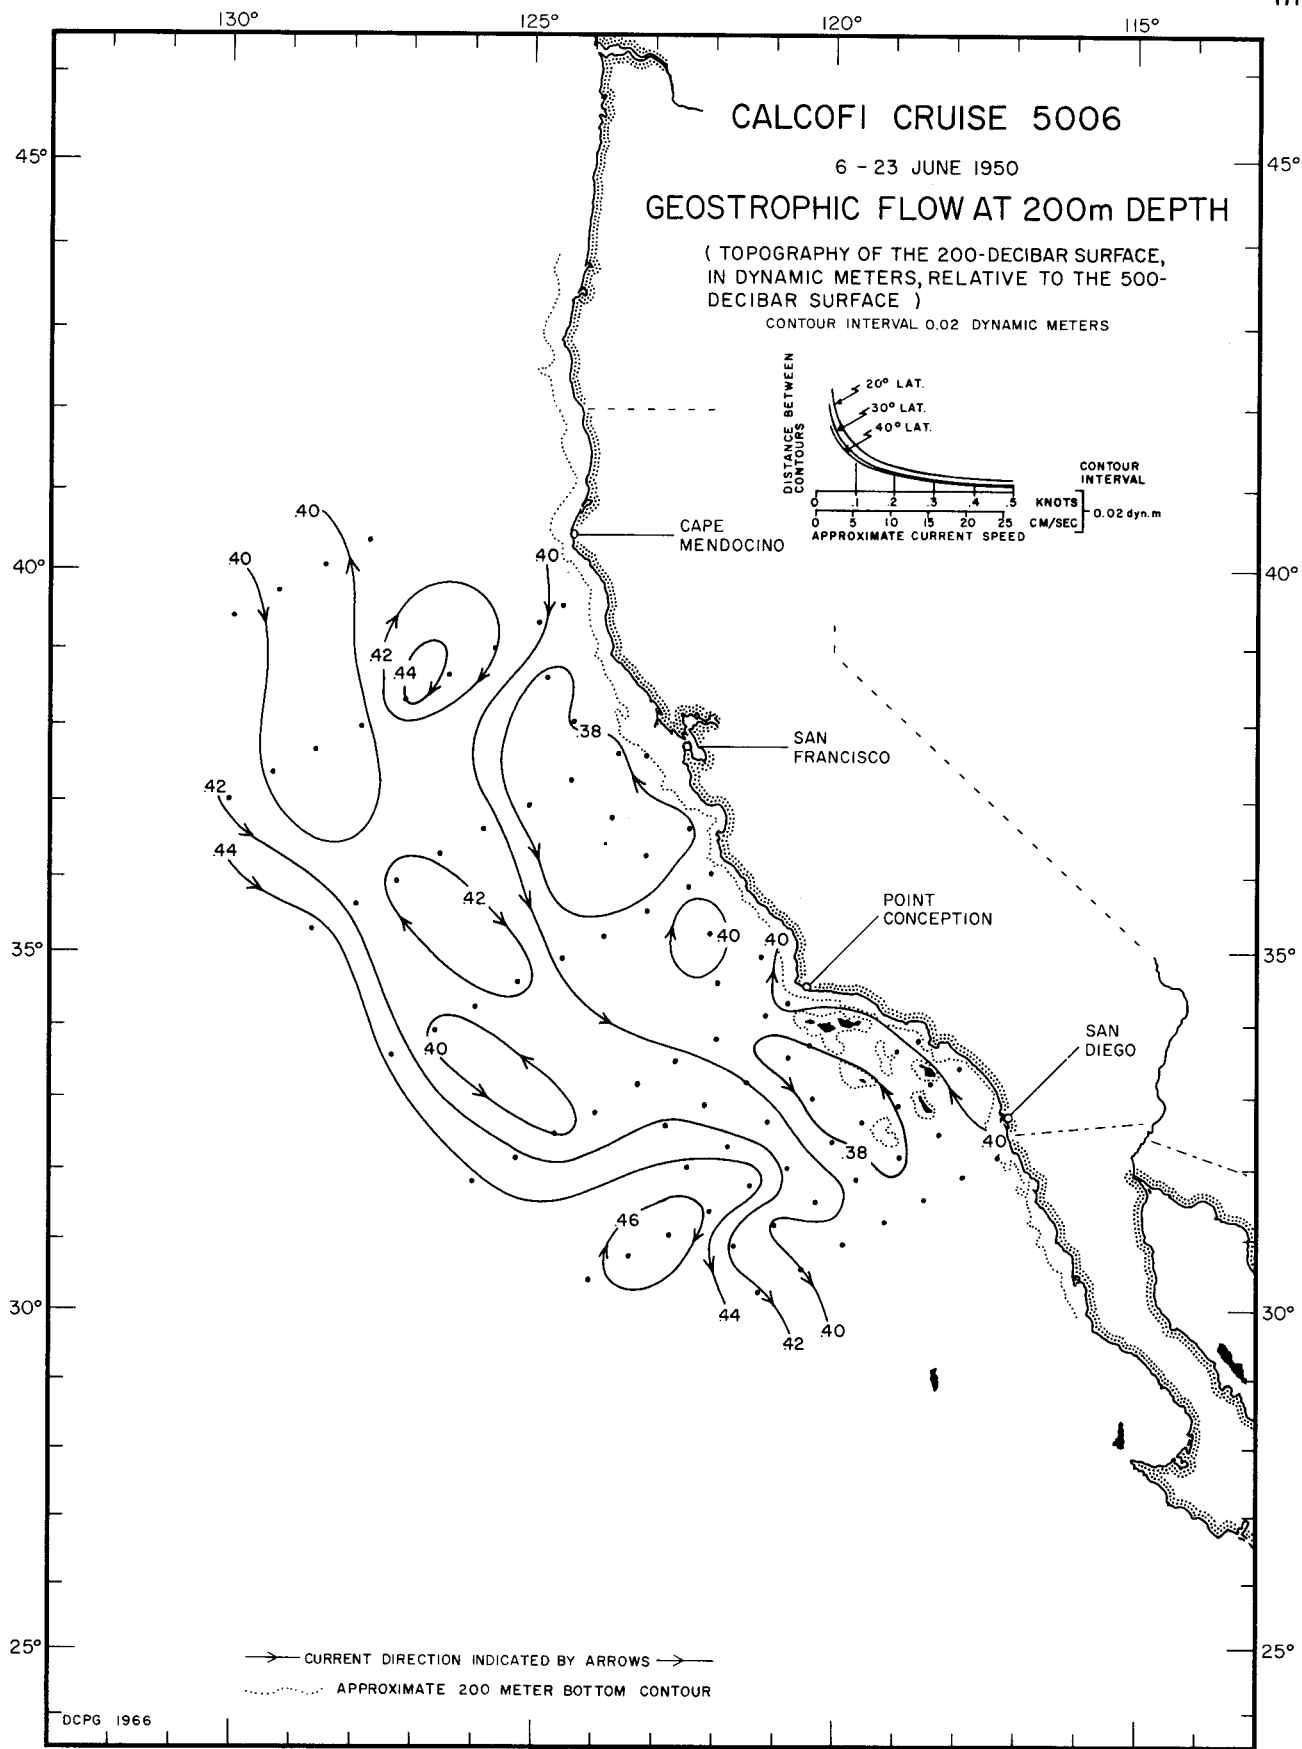 130° 125° 120° 115°
CALCOFI CRUISE 5006
45° 45°
6 - 23 JUNE 1950
GEOSTROPHIC FLOW AT 200m DEPTH
( TOPOGRAPHY OF THE 200-DECIBAR SURFACE,
IN DYNAMIC METERS, RELATIVE TO THE 500-
DECIBAR SURFACE )
CONTOUR INTERVAL 0.02 DYNAMIC METERS
DISTANCE BETWEEN
CONTOURS
20° LAT.
30° LAT.
40° LAT.
CONTOUR
INTERVAL
0 .1 .2 .3 .4 .5 KNOTS
0 5 10 15 20 25 CM/SEC
0.02 dyn.m
APPROXIMATE CURRENT SPEED
.40
CAPE
MENDOCINO
.40
.40
40° 40°
.42
.44
.38
SAN
FRANCISCO
.42
.44
.42
POINT
CONCEPTION
.40
.40
35° 35°
SAN
DIEGO
.40
.40
.38
.46
30° 30°
.44
.42
.40
25° 25°
CURRENT DIRECTION INDICATED BY ARROWS
APPROXIMATE 200 METER BOTTOM CONTOUR
DCPG 1966